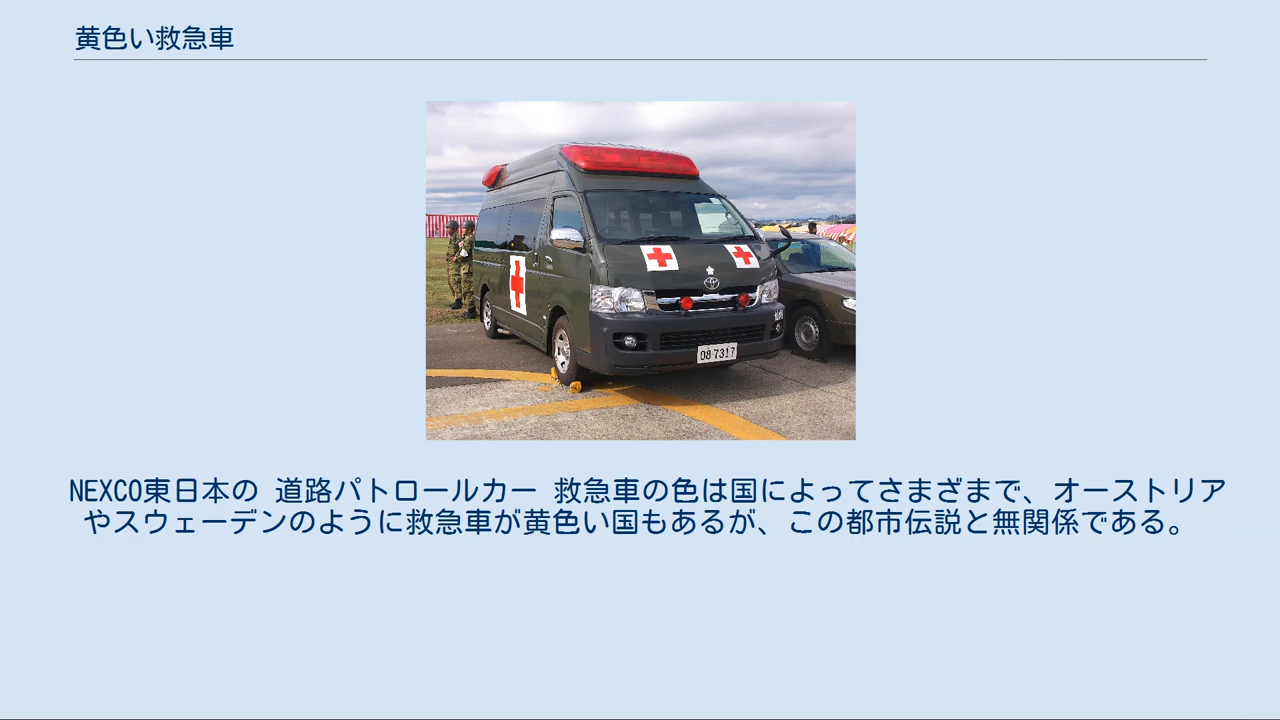 黄色い救急車
08-7317
NEXCO東日本の 道路パトロールカー 救急車の色は国によってさまざまで、オーストリア
やスウェーデンのように救急車が黄色い国もあるが、この都市伝説と無関係である。